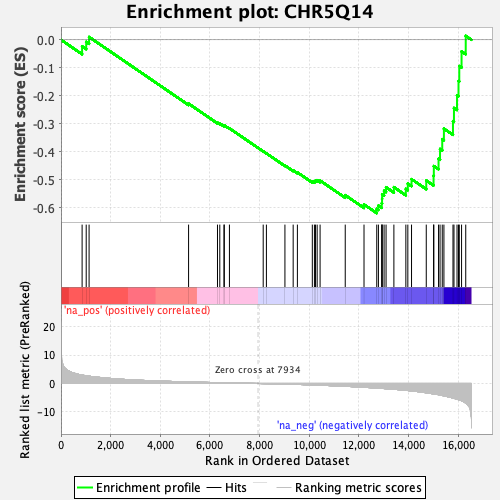 Enrichment plot: CHR5Q14
Enrichment score (ES)
0.0
-0.1
-0.2
-0.3
-0.4
-0.5
-0.6
'na_pos' (positively correlated)
Ranked list metric (PreRanked)
20
10
0
-10
Zero cross at 7934
'na_neg' (negatively correlated)
0
2,000
4,000
6,000
8,000
10,000
12,000
14,000
16,000
Rank in Ordered Dataset
Enrichment profile
Hits
Ranking metric scores